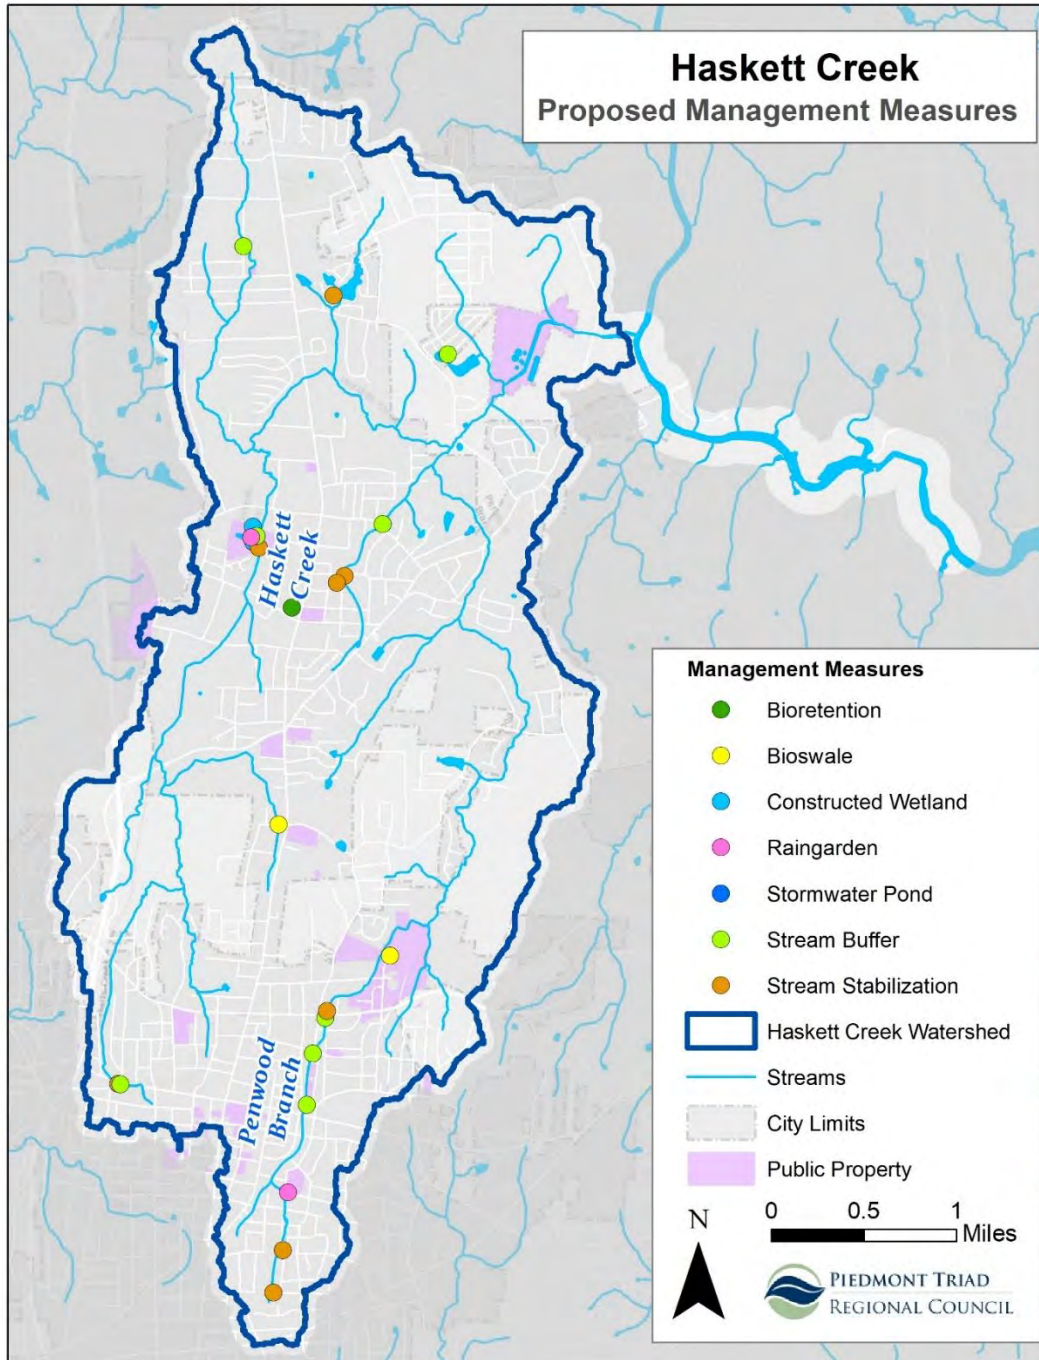 Haskett Creek
Proposed Management Measures
Haskett
Creek
Penwood
Branch
Management Measures
Bioretention
Bioswale
Constructed Wetland
Raingarden
Stormwater Pond
Stream Buffer
Stream Stabilization
Haskett Creek Watershed
Streams
City Limits
Public Property
N
0 0.5 1
Miles
PIEDMONT TRIAD
REGIONAL COUNCIL